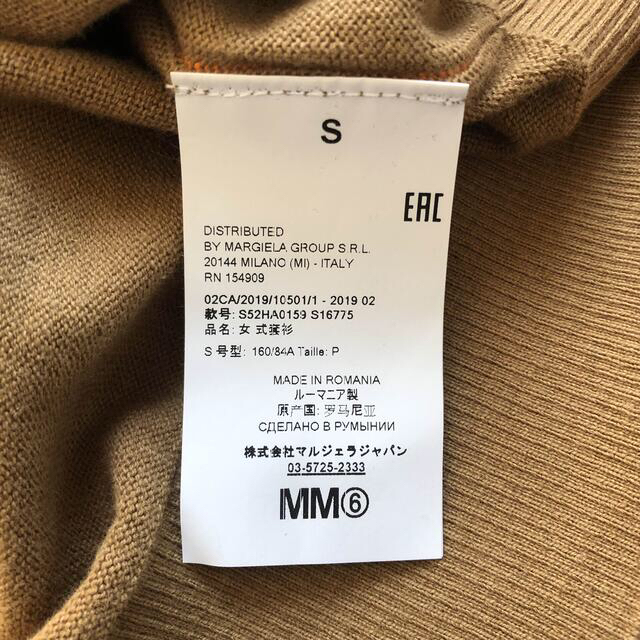 S
EAC
DISTRIBUTED
BY MARGIELA GROUP S.R.L.
20144 MILANO (MI) - ITALY
RN 154909
02CA/2019/10501/1 - 2019 02
款号: S52HA0159 S16775
品名: 女 式 衫
S 号型: 160/84A Taille: P
MADE IN ROMANIA
ルーマニア製
原产国: 罗马尼亚
СДЕЛАНО В РУМЫНИИ
株式会社マルジェラジャパン
03-5725-2333
MM⑥